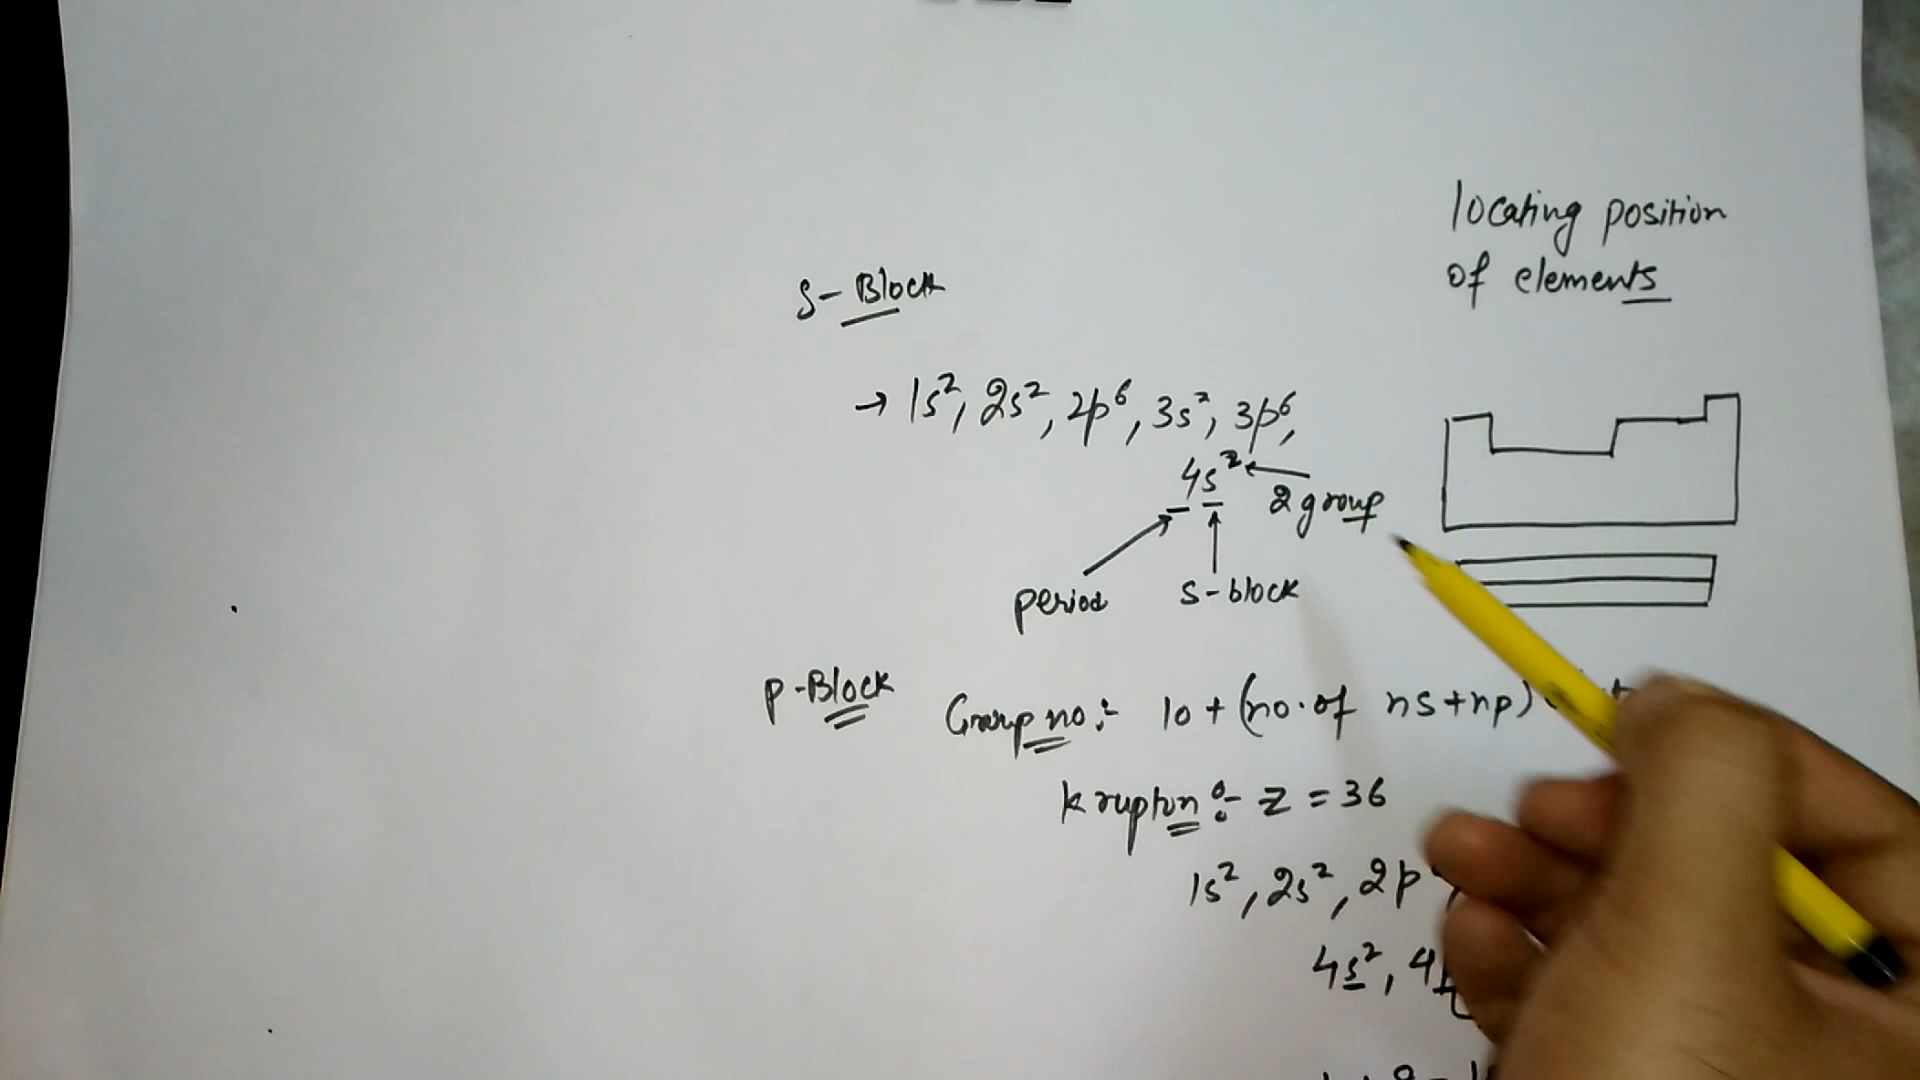 locating position
of elements
S-Block
→ 1s², 2s², 2p⁶, 3s², 3p⁶,
4s²
2 group
period s-block
P-Block Group no:- 10 + (no. of ns+np)
krupton :- Z = 36
1s², 2s², 2p
4s², 4